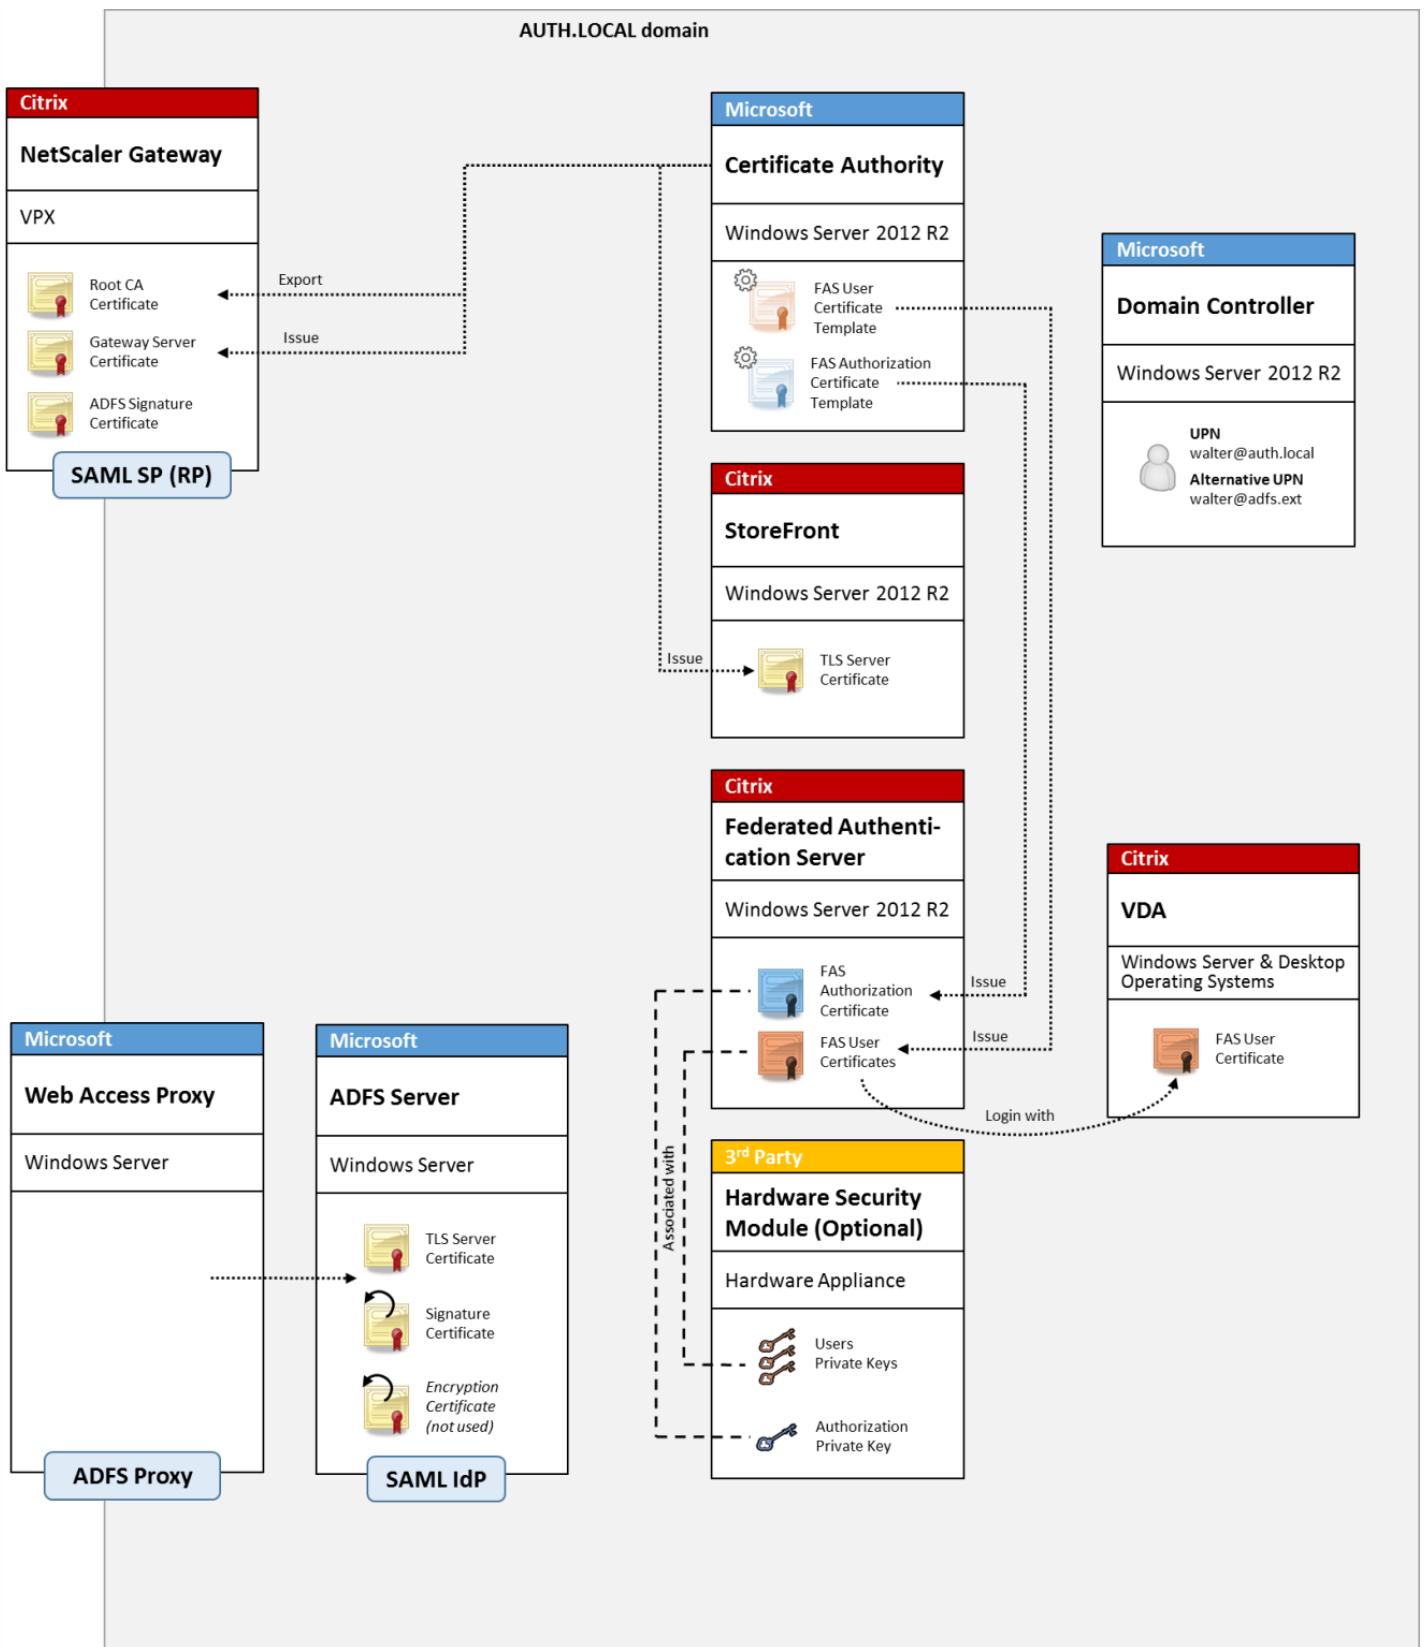 AUTH.LOCAL domain
Citrix
NetScaler Gateway
VPX
Root CA
Certificate
Gateway Server
Certificate
ADFS Signature
Certificate
SAML SP (RP)
Export
Issue
Microsoft
Certificate Authority
Windows Server 2012 R2
FAS User
Certificate
Template
FAS Authorization
Certificate
Template
Microsoft
Domain Controller
Windows Server 2012 R2
UPN
walter@auth.local
Alternative UPN
walter@adfs.ext
Citrix
StoreFront
Windows Server 2012 R2
Issue
TLS Server
Certificate
Citrix
Federated Authenti-
cation Server
Windows Server 2012 R2
FAS
Authorization
Certificate
Issue
FAS User
Certificates
Issue
Login with
Citrix
VDA
Windows Server & Desktop
Operating Systems
FAS User
Certificate
Microsoft
Web Access Proxy
Windows Server
ADFS Proxy
Microsoft
ADFS Server
Windows Server
TLS Server
Certificate
Signature
Certificate
Encryption
Certificate
(not used)
SAML IdP
Associated with
3rd Party
Hardware Security
Module (Optional)
Hardware Appliance
Users
Private Keys
Authorization
Private Key